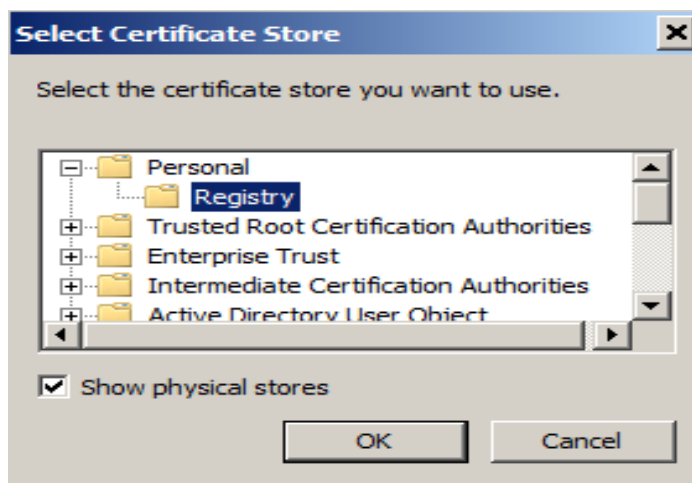 Select Certificate Store
Select the certificate store you want to use.
Personal
Registry
Trusted Root Certification Authorities
Enterprise Trust
Intermediate Certification Authorities
Active Directory User Object
Show physical stores
OK Cancel